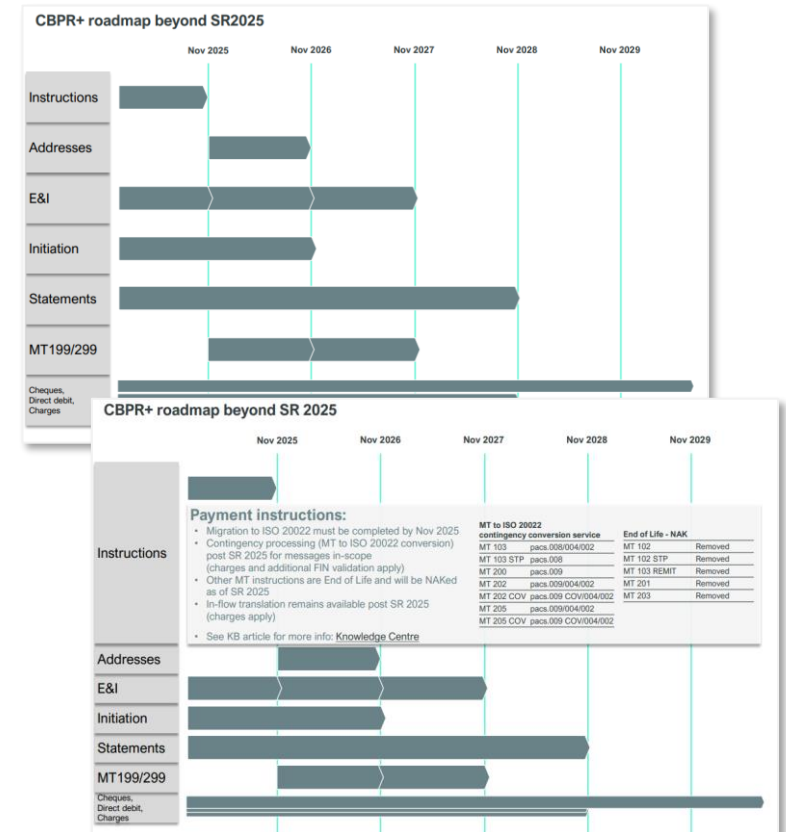 CBPR+ roadmap beyond SR2025
Nov 2025 Nov 2026 Nov 2027 Nov 2028 Nov 2029
Instructions
Addresses
E&I
Initiation
Statements
MT199/299
Cheques,
Direct debit,
Charges
CBPR+ roadmap beyond SR 2025
Nov 2025 Nov 2026 Nov 2027 Nov 2028 Nov 2029
Instructions
Payment instructions:
• Migration to ISO 20022 must be completed by Nov 2025
• Contingency processing (MT to ISO 20022 conversion)
post SR 2025 for messages in-scope
(charges and additional FIN validation apply)
• Other MT instructions are End of Life and will be NAKed
as of SR 2025
• In-flow translation remains available post SR 2025
(charges apply)
• See KB article for more info: Knowledge Centre
MT to ISO 20022
contingency conversion service
MT 103 pacs.008/004/002
MT 103 STP pacs.008
MT 200 pacs.009
MT 202 pacs.009/004/002
MT 202 COV pacs.009 COV/004/002
MT 205 pacs.009/004/002
MT 205 COV pacs.009 COV/004/002
End of Life - NAK
MT 102 Removed
MT 102 STP Removed
MT 103 REMIT Removed
MT 201 Removed
MT 203 Removed
Addresses
E&I
Initiation
Statements
MT199/299
Cheques,
Direct debit,
Charges